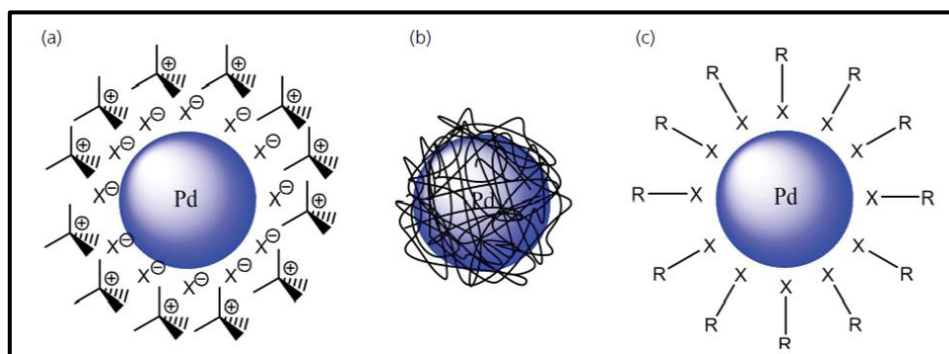 (a) (b) (c)
R
⊕ ⊕ R R
⊕ ⊕
X⊖ X
X⊖ X⊖ R X X R
X⊖ X⊖ X X
⊕ ⊕
X⊖ Pd X⊖ Pd R X Pd X R
⊕ ⊕
X⊖ X⊖ X X
⊕ ⊕ R R
X⊖ X⊖ X X
X⊖ X
⊕ ⊕ R R
R